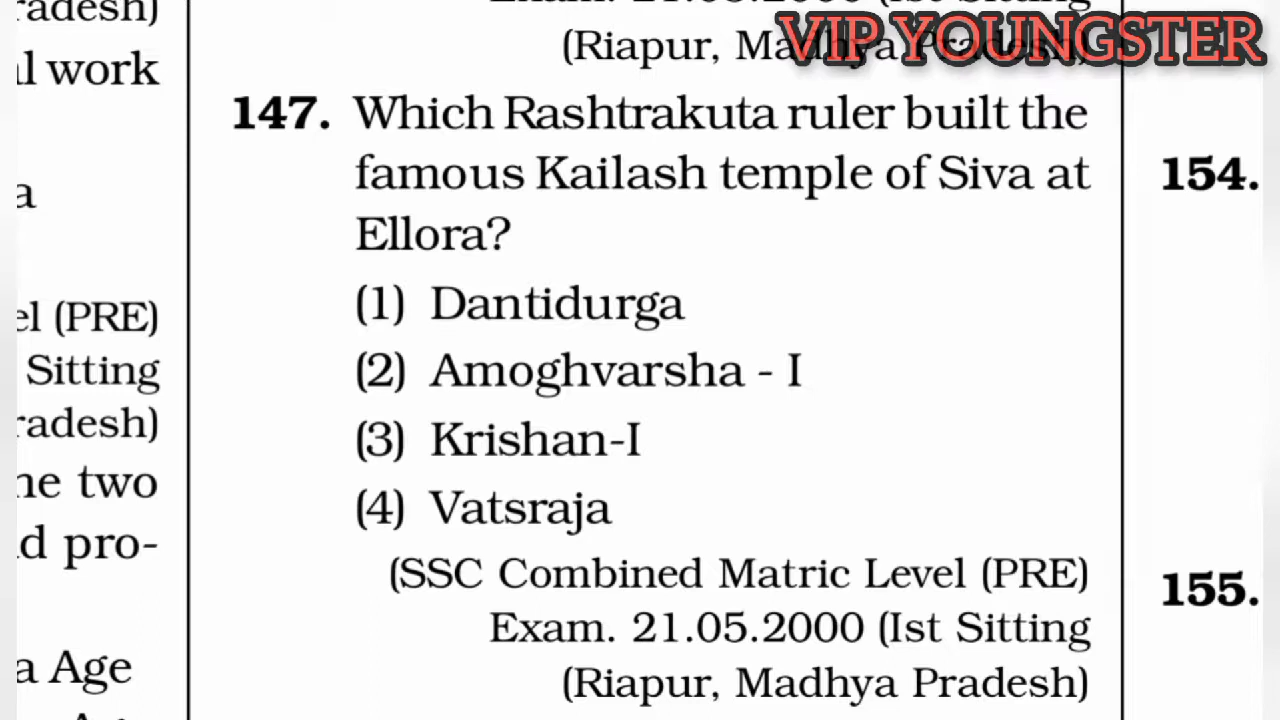 radesh)
l work
a
el (PRE)
Sitting
radesh)
ne two
d pro-
a Age
(Riapur, Madhya Pradesh)
VIP YOUNGSTER
147. Which Rashtrakuta ruler built the
famous Kailash temple of Siva at
Ellora?
(1) Dantidurga
(2) Amoghvarsha - I
(3) Krishan-I
(4) Vatsraja
(SSC Combined Matric Level (PRE)
Exam. 21.05.2000 (Ist Sitting
(Riapur, Madhya Pradesh)
154.
155.